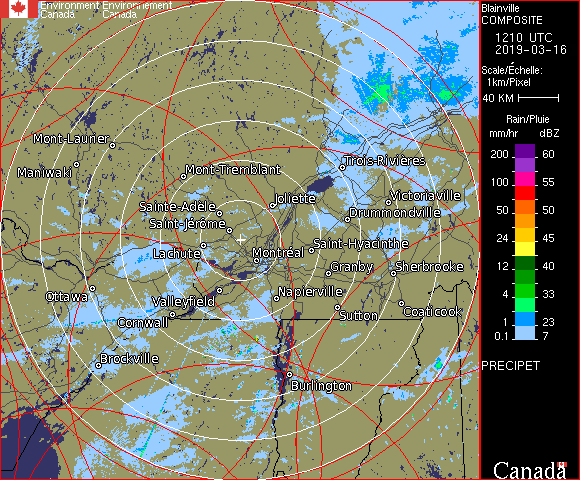 Environment Environnement
Canada Canada
Blainville
COMPOSITE
1210 UTC
2019-03-16
Scale/Échelle:
1km/Pixel
40 KM
Rain/Pluie
mm/hr dBZ
200 60
100 55
50 50
24 45
12 40
4 33
1 23
0.1 7
PRECIPET
Canada
Mont-Laurier
Maniwaki
Mont-Tremblant
Trois-Rivières
Joliette
Victoriaville
Sainte-Adèle
Drummondville
Saint-Jérôme
Lachute
Montréal
Saint-Hyacinthe
Granby
Sherbrooke
Ottawa
Valleyfield
Napierville
Cornwall
Sutton
Coaticook
Brockville
Burlington